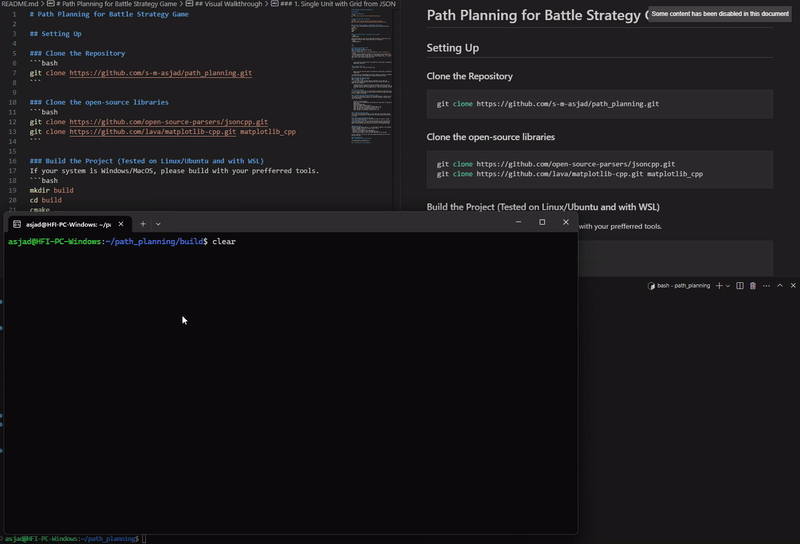 README.md > # Path Planning for Battle Strategy Game > ## Visual Walkthrough > ### 1. Single Unit with Grid from JSON
1 # Path Planning for Battle Strategy Game
2
3 ## Setting Up
4
5 ### Clone the Repository
6 ```bash
7 git clone https://github.com/s-m-asjad/path_planning.git
8 ```
9
10 ### Clone the open-source libraries
11 ```bash
12 git clone https://github.com/open-source-parsers/jsoncpp.git
13 git clone https://github.com/lava/matplotlib-cpp.git matplotlib_cpp
14 ```
15
16 ### Build the Project (Tested on Linux/Ubuntu and with WSL)
17 If your system is Windows/MacOS, please build with your prefferred tools.
18 ```bash
19 mkdir build
20 cd build
21 cmake
Path Planning for Battle Strategy
Some content has been disabled in this document
Setting Up
Clone the Repository
git clone https://github.com/s-m-asjad/path_planning.git
Clone the open-source libraries
git clone https://github.com/open-source-parsers/jsoncpp.git
git clone https://github.com/lava/matplotlib-cpp.git matplotlib_cpp
Build the Project (Tested on Linux/Ubuntu and with WSL)
with your prefferred tools.
asjad@HFI-PC-Windows: ~/pa
asjad@HFI-PC-Windows:~/path_planning/build$ clear
bash - path_planning
asjad@HFI-PC-Windows:~/path_planning$